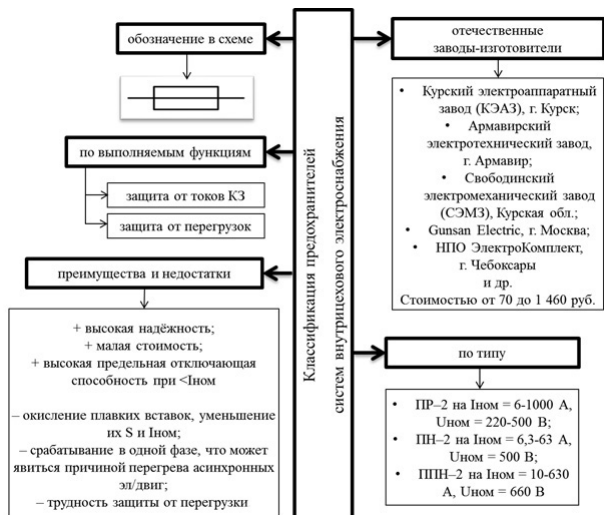 обозначение в схеме
по выполняемым функциям
защита от токов КЗ
защита от перегрузок
преимущества и недостатки
+ высокая надёжность;
+ малая стоимость;
+ высокая предельная отключающая
способность при <Iном
– окисление плавких вставок, уменьшение
их S и Iном;
– срабатывание в одной фазе, что может
явиться причиной перегрева асинхронных
эл/двиг;
– трудность защиты от перегрузки
Классификация предохранителей
систем внутрицехового электроснабжения
отечественные
заводы-изготовители
• Курский электроаппаратный
завод (КЭАЗ), г. Курск;
• Армавирский
электротехнический завод,
г. Армавир;
• Свободинский
электромеханический завод
(СЭМЗ), Курская обл.;
• Gunsan Electric, г. Москва;
• НПО ЭлектроКомплект,
г. Чебоксары
и др.
Стоимостью от 70 до 1 460 руб.
по типу
• ПР–2 на Iном = 6-1000 А,
Uном = 220-500 В;
• ПН–2 на Iном = 6,3-63 А,
Uном = 500 В;
• ППН–2 на Iном = 10-630
А, Uном = 660 В